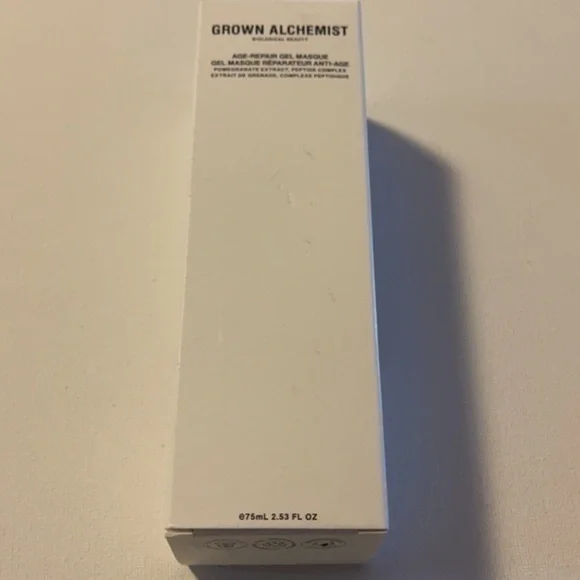 GROWN ALCHEMIST
BIOLOGICAL BEAUTY
AGE-REPAIR GEL MASQUE
GEL MASQUE RÉPARATEUR ANTI-AGE
POMEGRANATE EXTRACT, PEPTIDE COMPLEX
EXTRAIT DE GRENADE, COMPLEXE PEPTIDIQUE
℮75mL 2.53 FL OZ